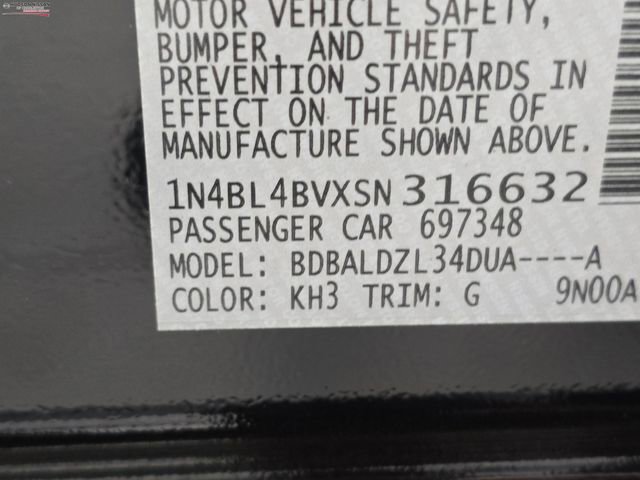 MOTOR VEHICLE SAFETY,
BUMPER, AND THEFT
PREVENTION STANDARDS IN
EFFECT ON THE DATE OF
MANUFACTURE SHOWN ABOVE.
1N4BL4BVXSN316632
PASSENGER CAR 697348
MODEL: BDBALDZL34DUA----A
COLOR: KH3 TRIM: G 9N00A